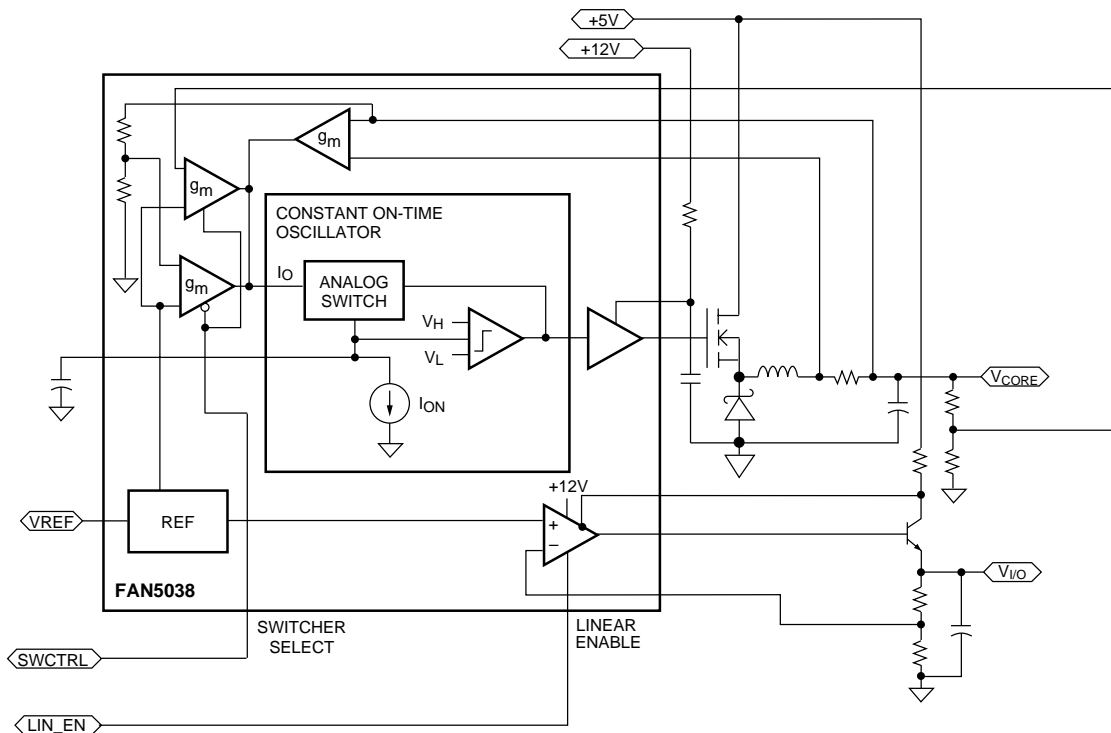 +5V
+12V
gm
gm
CONSTANT ON-TIME
OSCILLATOR
gm
IO
ANALOG
SWITCH
VH
VL
ION
VCORE
+12V
VREF
REF
+
–
FAN5038
VI/O
SWITCHER
SELECT
LINEAR
ENABLE
SWCTRL
LIN_EN